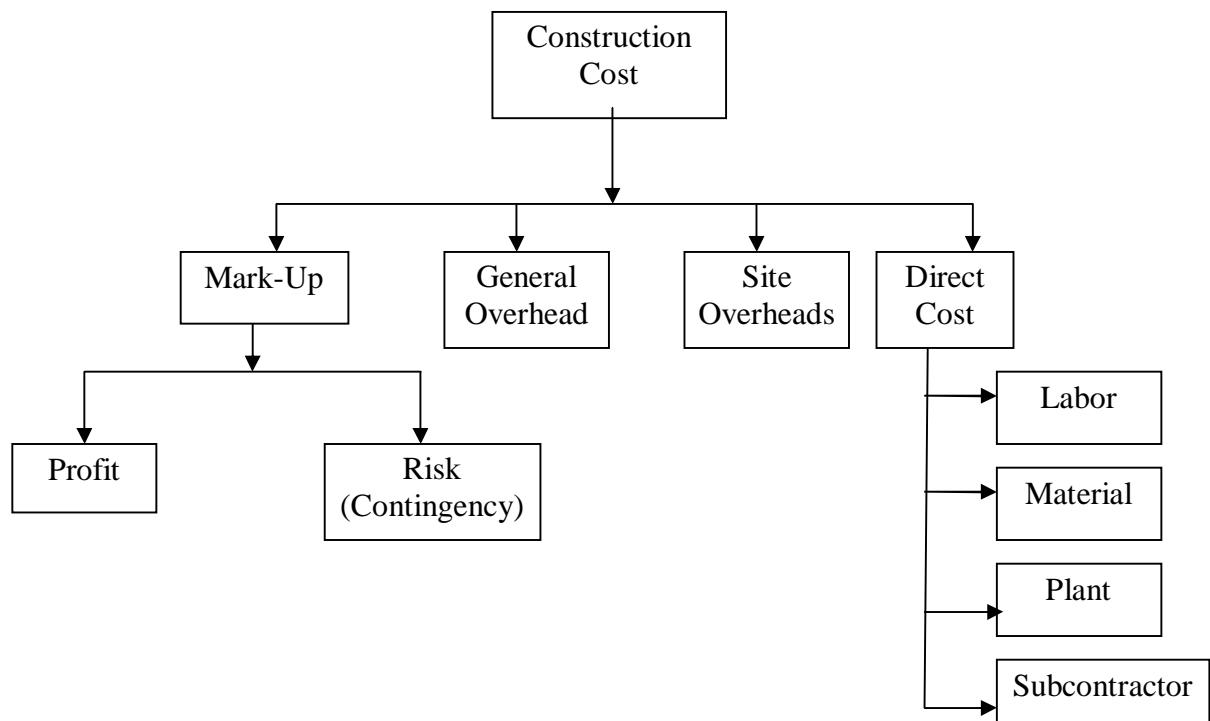 Construction
Cost
Mark-Up
General
Overhead
Site
Overheads
Direct
Cost
Labor
Profit
Risk
(Contingency)
Material
Plant
Subcontractor